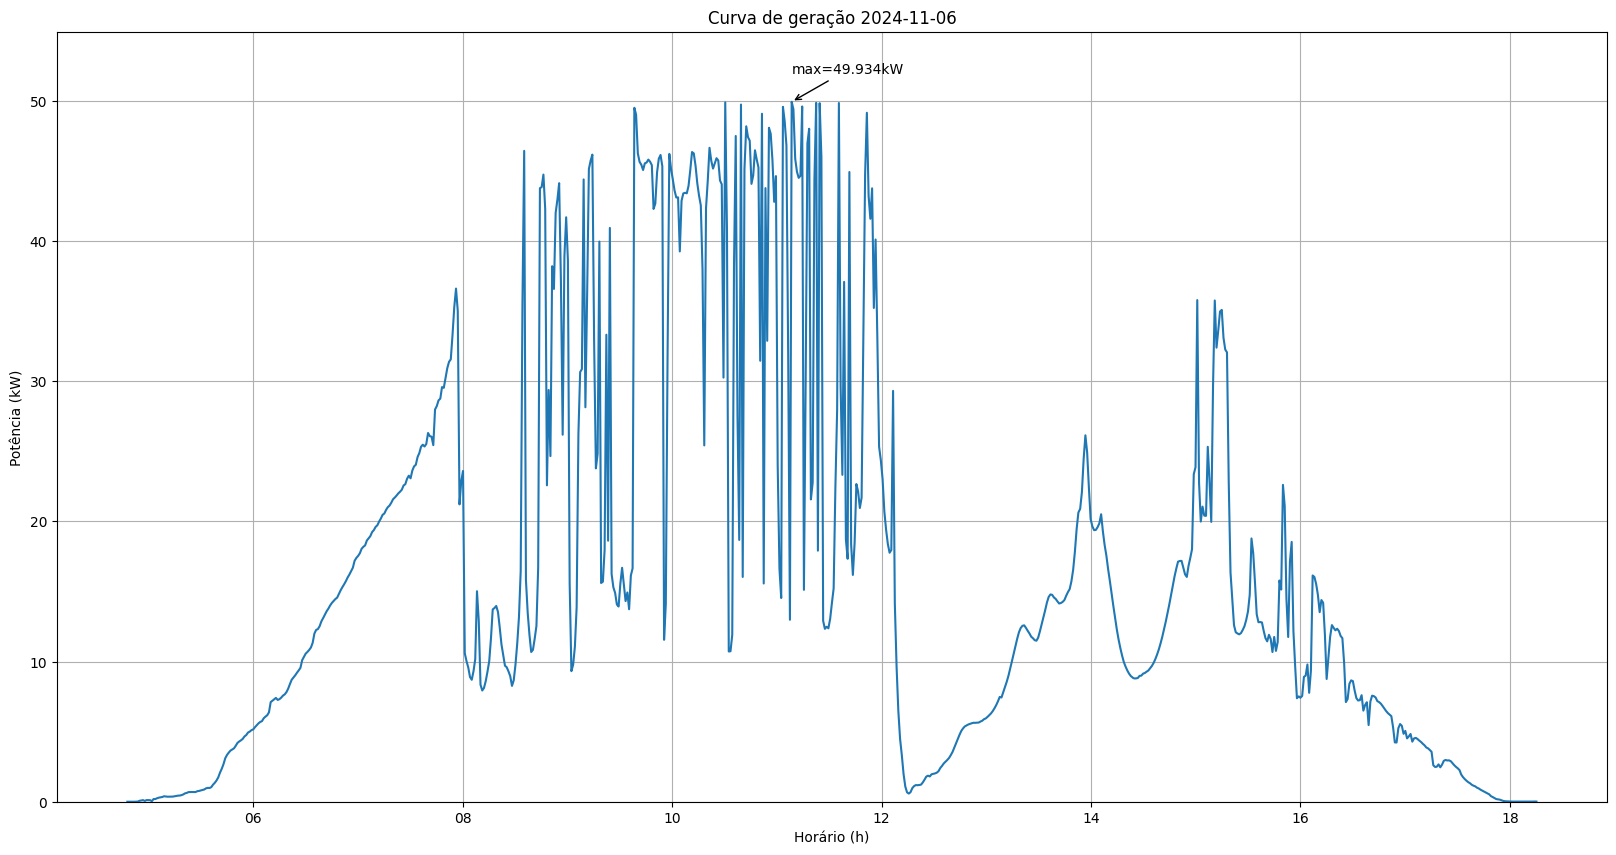 Curva de geração 2024-11-06
max=49.934kW
50
40
30
20
10
0
Potência (kW)
06 08 10 12 14 16 18
Horário (h)